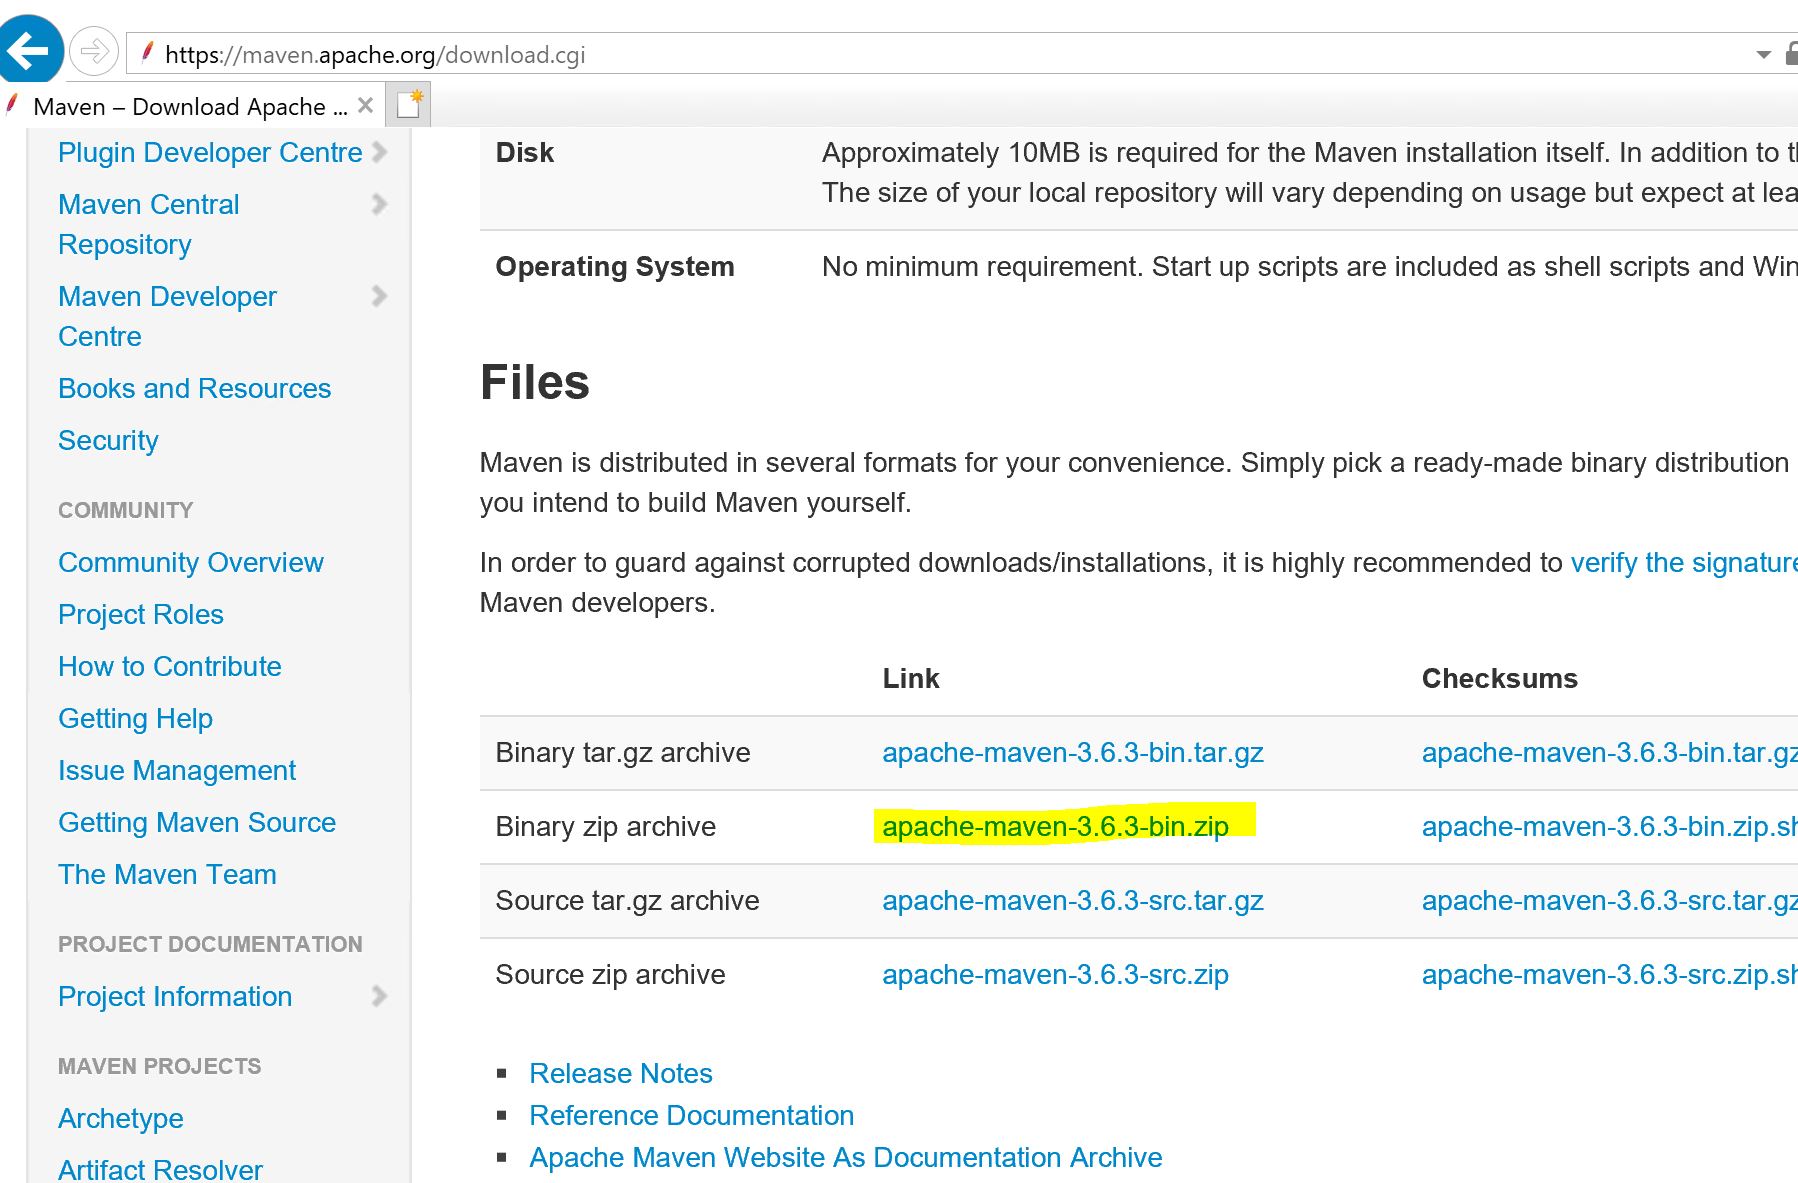 https://maven.apache.org/download.cgi
Maven – Download Apache ...
Plugin Developer Centre
Maven Central
Repository
Maven Developer
Centre
Books and Resources
Security
COMMUNITY
Community Overview
Project Roles
How to Contribute
Getting Help
Issue Management
Getting Maven Source
The Maven Team
PROJECT DOCUMENTATION
Project Information
MAVEN PROJECTS
Archetype
Artifact Resolver
Disk Approximately 10MB is required for the Maven installation itself. In addition to
The size of your local repository will vary depending on usage but expect at
Operating System No minimum requirement. Start up scripts are included as shell scripts and
Files
Maven is distributed in several formats for your convenience. Simply pick a ready-made binary distribution
you intend to build Maven yourself.
In order to guard against corrupted downloads/installations, it is highly recommended to verify the signature
Maven developers.
Link Checksums
Binary tar.gz archive apache-maven-3.6.3-bin.tar.gz apache-maven-3.6.3-bin.tar.gz
Binary zip archive apache-maven-3.6.3-bin.zip apache-maven-3.6.3-bin.zip.sh
Source tar.gz archive apache-maven-3.6.3-src.tar.gz apache-maven-3.6.3-src.tar.gz
Source zip archive apache-maven-3.6.3-src.zip apache-maven-3.6.3-src.zip.sh
Release Notes
Reference Documentation
Apache Maven Website As Documentation Archive